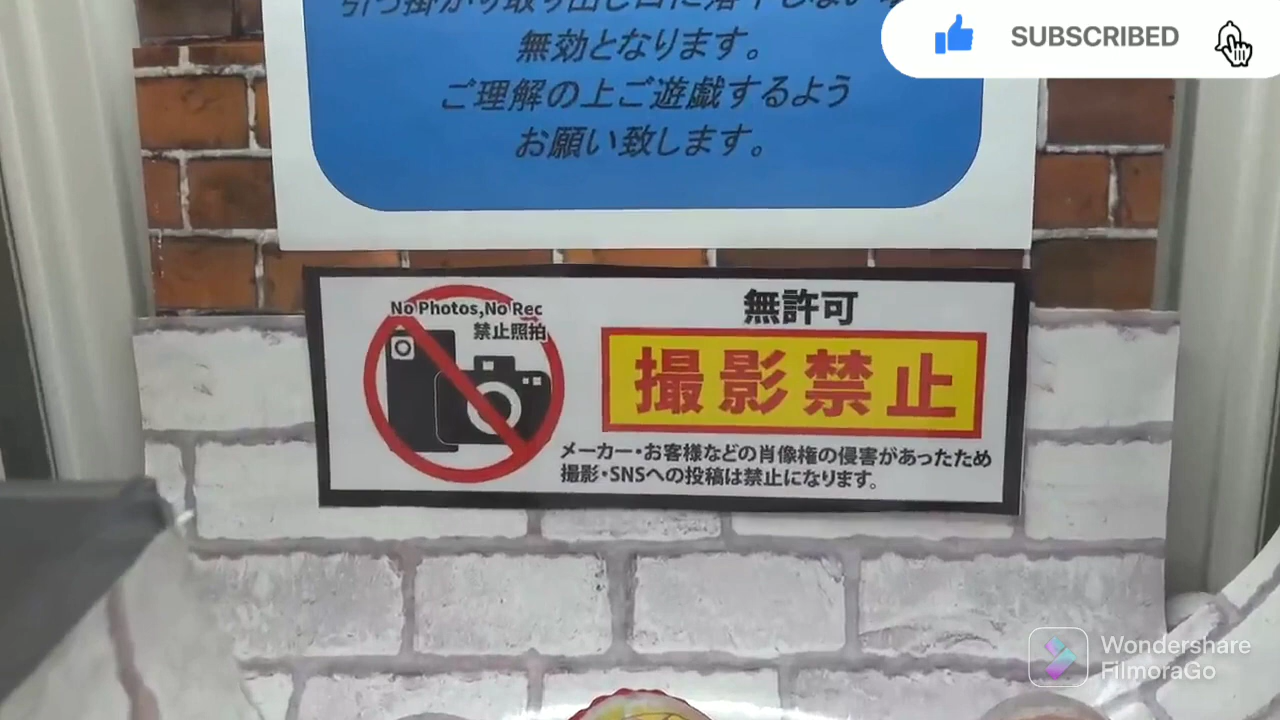 SUBSCRIBED
無効となります。
ご理解の上ご遊戯するよう
お願い致します。
No Photos,No Rec
禁止照拍
無許可
撮影禁止
メーカー・お客様などの肖像権の侵害があったため
撮影・SNSへの投稿は禁止になります。
Wondershare
FilmoraGo